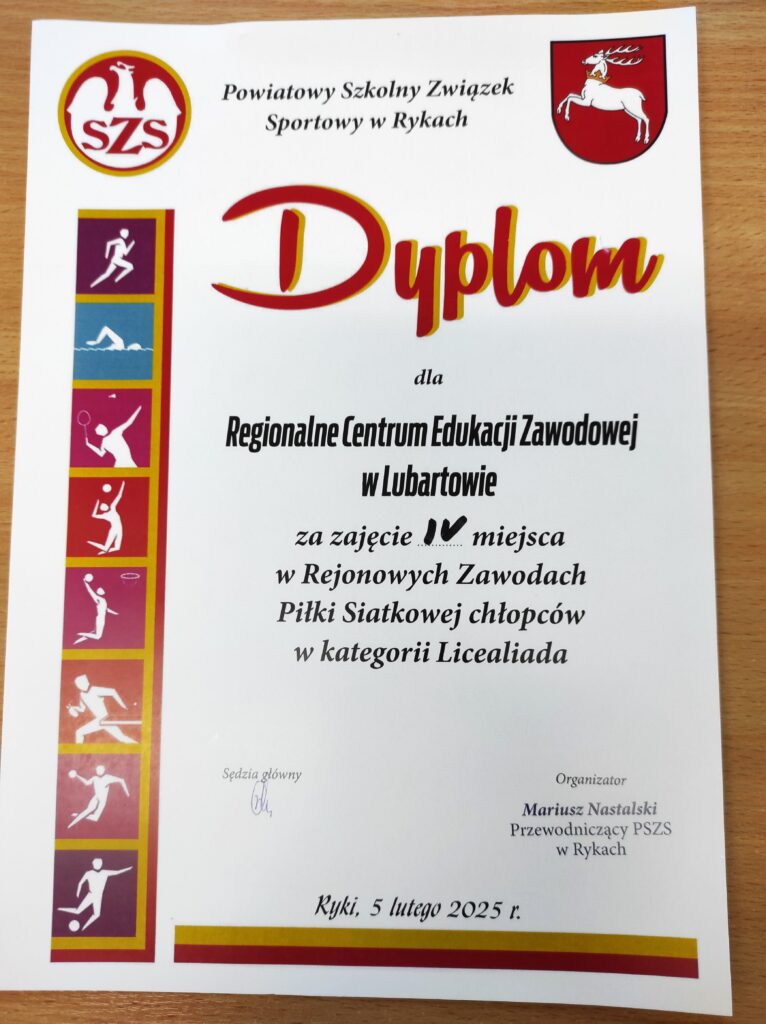 SZS
Powiatowy Szkolny Związek
Sportowy w Rykach
Dyplom
dla
Regionalne Centrum Edukacji Zawodowej
w Lubartowie
za zajęcie IV miejsca
w Rejonowych Zawodach
Piłki Siatkowej chłopców
w kategorii Licealiada
Sędzia główny
Organizator
Mariusz Nastalski
Przewodniczący PSZS
w Rykach
Ryki, 5 lutego 2025 r.